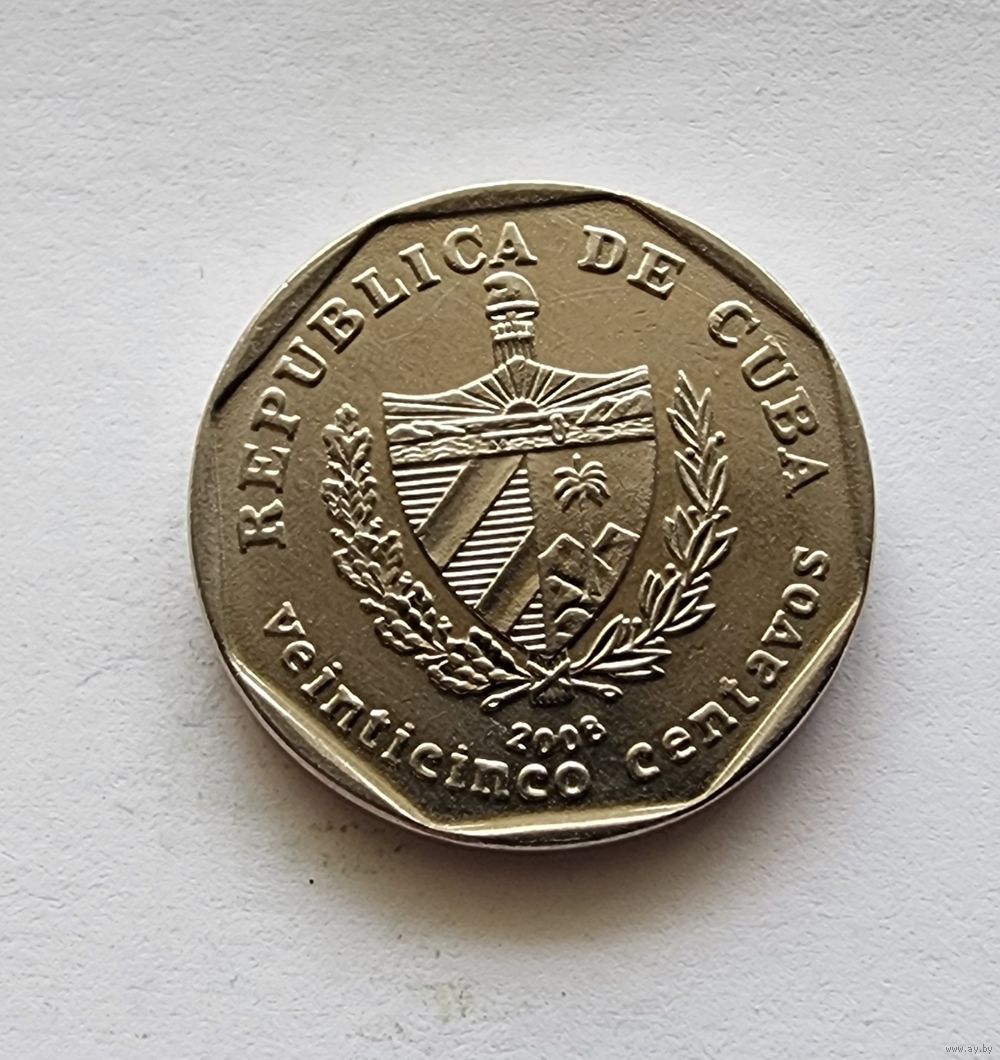 REPUBLICA DE CUBA
2008
veinticinco centavos
www.ay.by